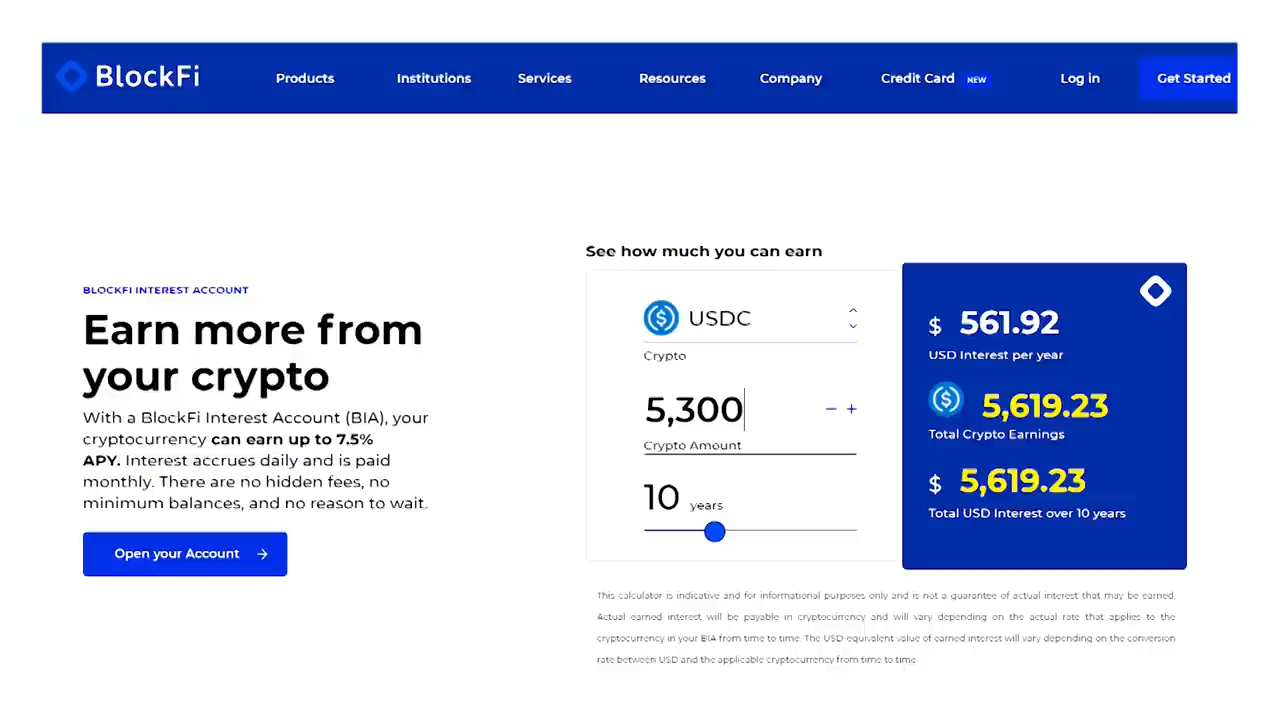 BlockFi Products Institutions Services Resources Company Credit Card NEW Log in Get Started
BLOCKFI INTEREST ACCOUNT
Earn more from
your crypto
With a BlockFi Interest Account (BIA), your
cryptocurrency can earn up to 7.5%
APY. Interest accrues daily and is paid
monthly. There are no hidden fees, no
minimum balances, and no reason to wait.
Open your Account →
See how much you can earn
USDC
Crypto
5,300
− +
Crypto Amount
10 years
$ 561.92
USD Interest per year
5,619.23
Total Crypto Earnings
$ 5,619.23
Total USD Interest over 10 years
This calculator is indicative and for informational purposes only and is not a guarantee of actual interest that may be earned.
Actual earned interest will be payable in cryptocurrency and will vary depending on the actual rate that applies to the
cryptocurrency in your BIA from time to time. The USD-equivalent value of earned interest will vary depending on the conversion
rate between USD and the applicable cryptocurrency from time to time